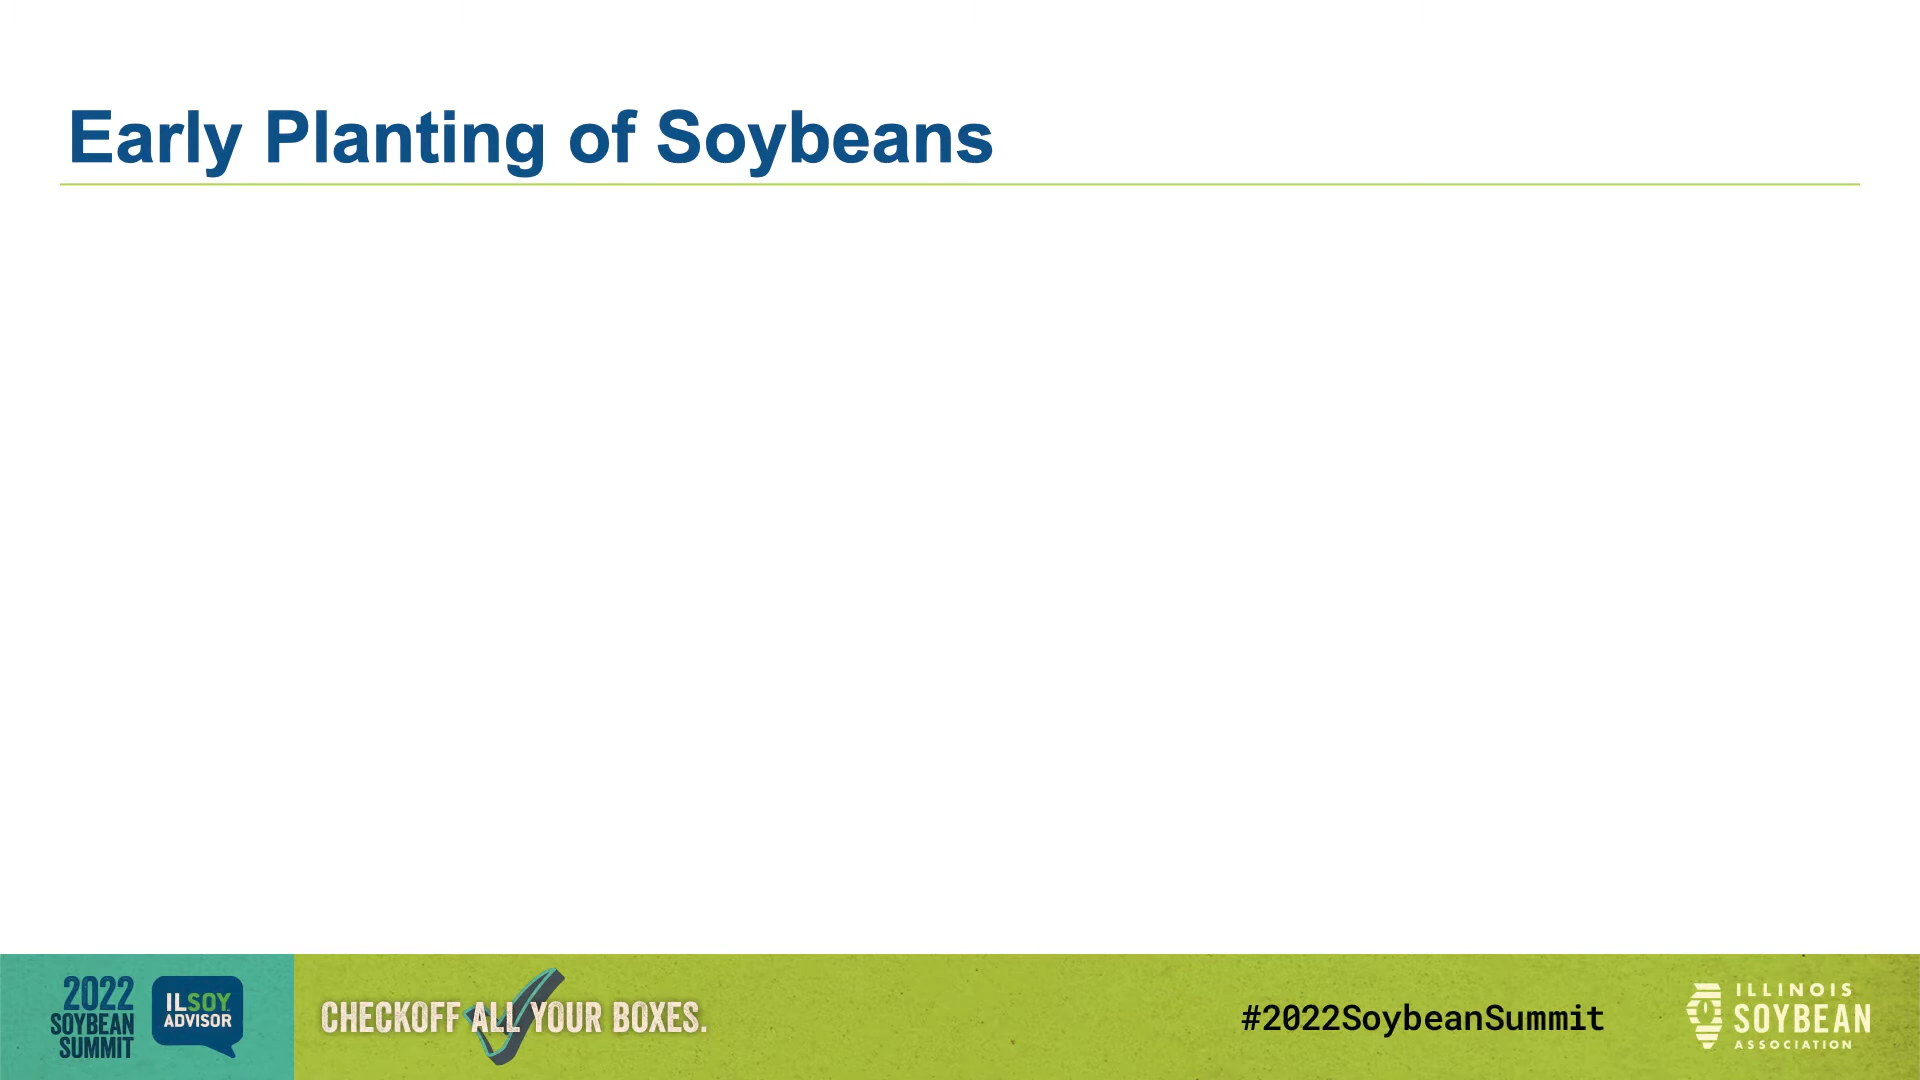 Early Planting of Soybeans
2022
SOYBEAN
SUMMIT
ILSOY
ADVISOR
CHECKOFF ALL YOUR BOXES.
#2022SoybeanSummit
ILLINOIS
SOYBEAN
ASSOCIATION